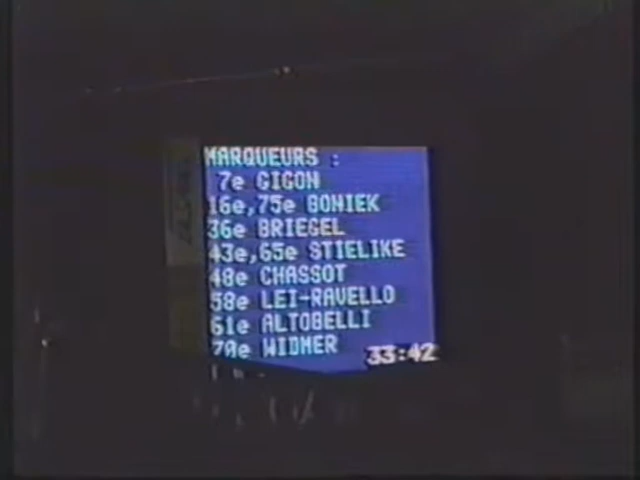 MARQUEURS :
7e GIGON
16e,75e BONIEK
36e BRIEGEL
43e,65e STIELIKE
48e CHASSOT
58e LEI-RAVELLO
61e ALTOBELLI
70e WIDMER
33:42